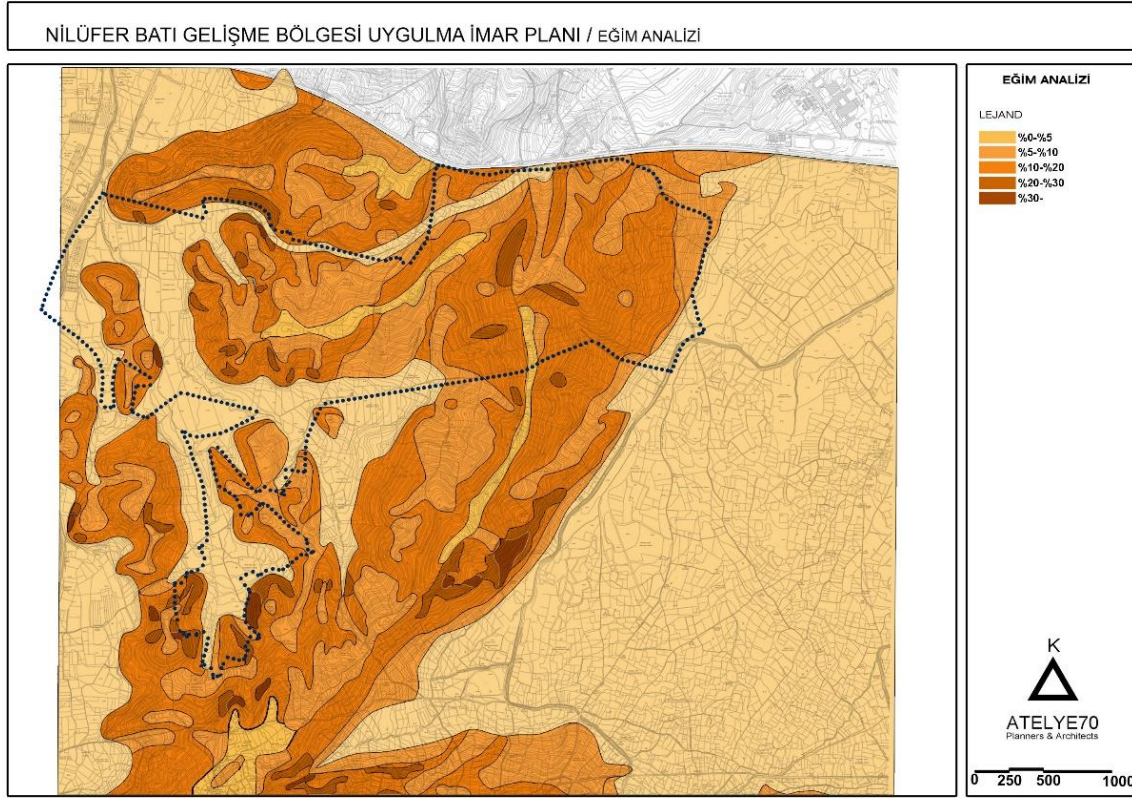 NİLÜFER BATI GELİŞME BÖLGESİ UYGULMA İMAR PLANI / EĞİM ANALİZİ
EĞİM ANALİZİ
LEJAND
%0-%5
%5-%10
%10-%20
%20-%30
%30-
K
ATELYE70
Planners & Architects
0 250 500 1000